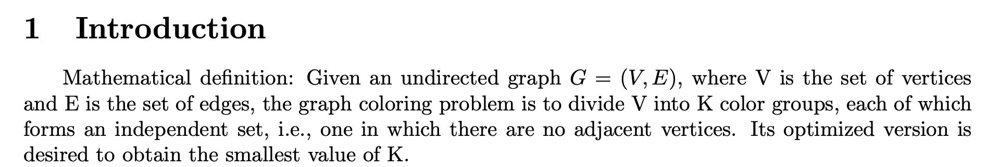 1 Introduction
Mathematical definition: Given an undirected graph G = (V, E), where V is the set of vertices
and E is the set of edges, the graph coloring problem is to divide V into K color groups, each of which
forms an independent set, i.e., one in which there are no adjacent vertices. Its optimized version is
desired to obtain the smallest value of K.